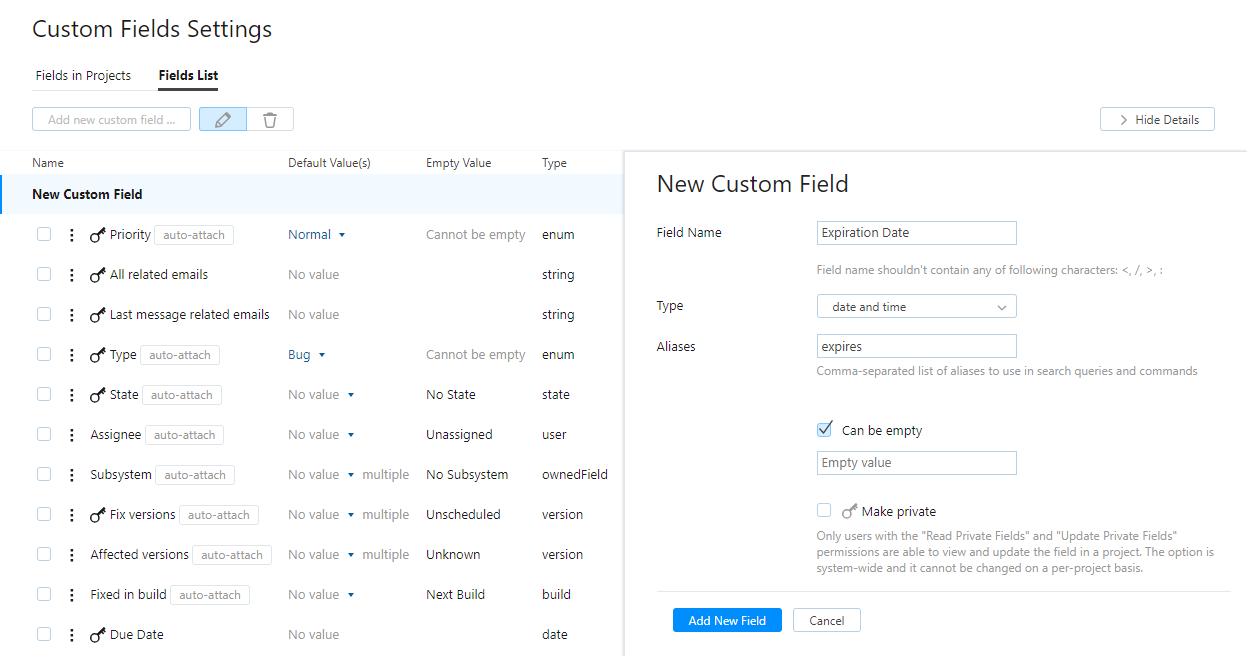 Custom Fields Settings
Fields in Projects Fields List
Add new custom field ... Hide Details
Name Default Value(s) Empty Value Type
New Custom Field
Priority auto-attach Normal Cannot be empty enum
All related emails No value string
Last message related emails No value string
Type auto-attach Bug Cannot be empty enum
State auto-attach No value No State state
Assignee auto-attach No value Unassigned user
Subsystem auto-attach No value multiple No Subsystem ownedField
Fix versions auto-attach No value multiple Unscheduled version
Affected versions auto-attach No value multiple Unknown version
Fixed in build auto-attach No value Next Build build
Due Date No value date
New Custom Field
Field Name Expiration Date
Field name shouldn't contain any of following characters: <, /, >, :
Type date and time
Aliases expires
Comma-separated list of aliases to use in search queries and commands
Can be empty
Empty value
Make private
Only users with the "Read Private Fields" and "Update Private Fields"
permissions are able to view and update the field in a project. The option is
system-wide and it cannot be changed on a per-project basis.
Add New Field Cancel